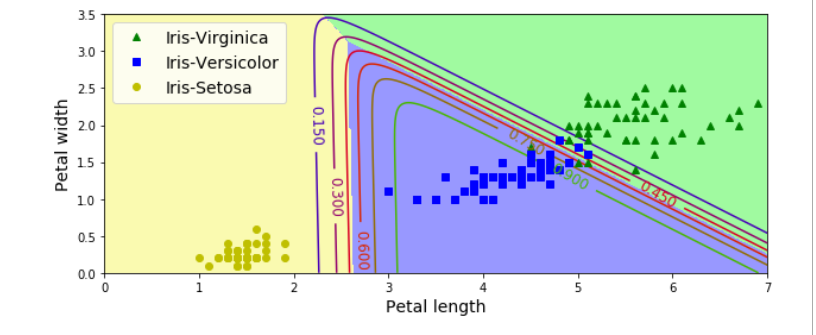 3.5
3.0
2.5
2.0
1.5
1.0
0.5
0.0
Petal width
Iris-Virginica
Iris-Versicolor
Iris-Setosa
0.150
0.300
0.600
0.750
0.900
0.450
0 1 2 3 4 5 6 7
Petal length